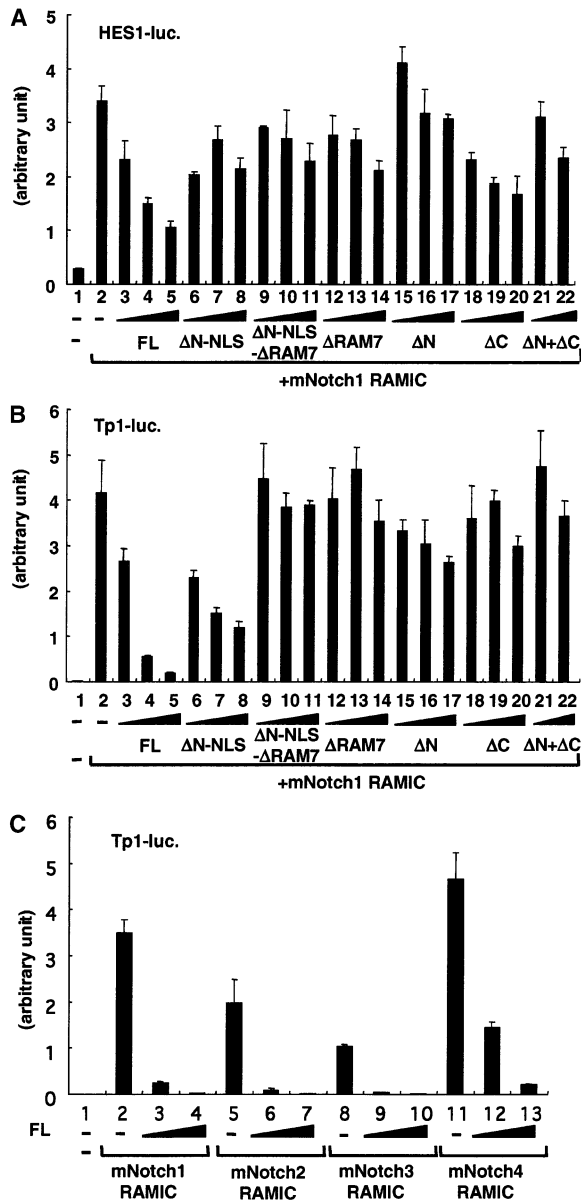 A
HES1-luc.
(arbitrary unit)
5
4
3
2
1
0
1 2 3 4 5 6 7 8 9 10 11 12 13 14 15 16 17 18 19 20 21 22
- -
- FL ΔN-NLS ΔN-NLS ΔRAM7 ΔN ΔC ΔN+ΔC
-ΔRAM7
+mNotch1 RAMIC
B
Tp1-luc.
(arbitrary unit)
6
5
4
3
2
1
0
1 2 3 4 5 6 7 8 9 10 11 12 13 14 15 16 17 18 19 20 21 22
- -
- FL ΔN-NLS ΔN-NLS ΔRAM7 ΔN ΔC ΔN+ΔC
-ΔRAM7
+mNotch1 RAMIC
C
Tp1-luc.
(arbitrary unit)
6
5
4
3
2
1
0
1 2 3 4 5 6 7 8 9 10 11 12 13
FL - - - - -
-
mNotch1 mNotch2 mNotch3 mNotch4
RAMIC RAMIC RAMIC RAMIC